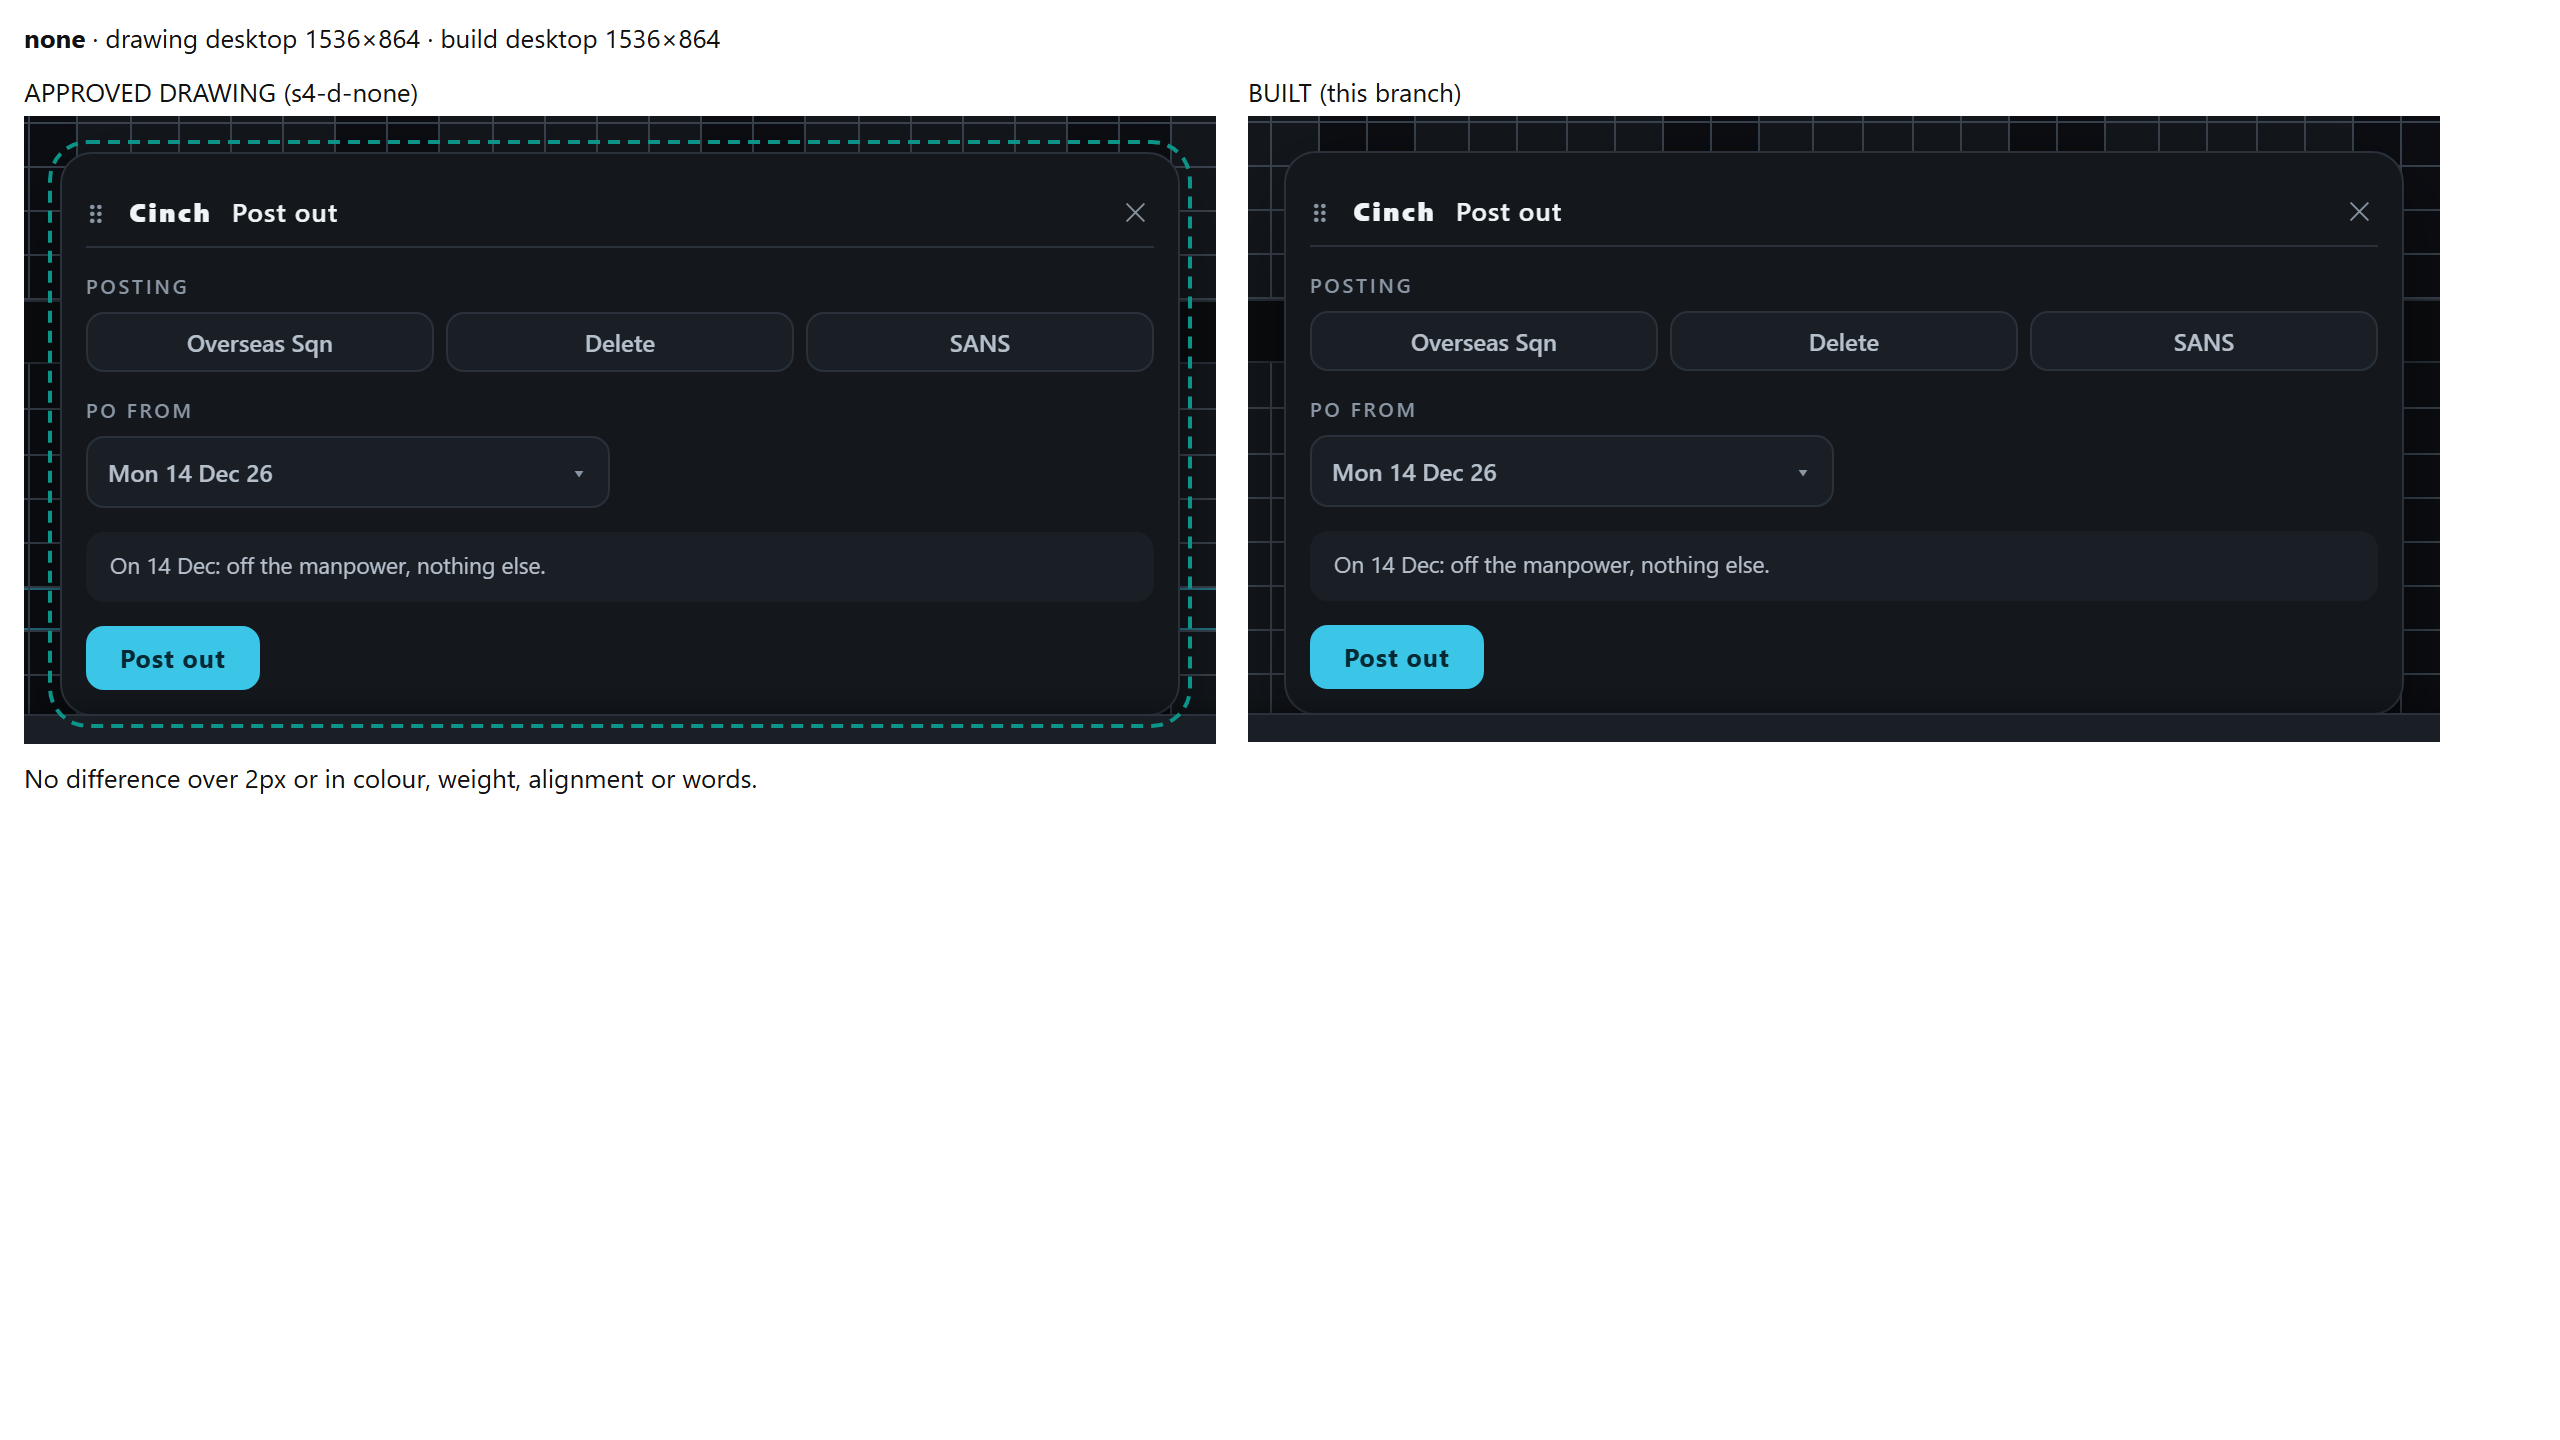 none · drawing desktop 1536×864 · build desktop 1536×864
APPROVED DRAWING (s4-d-none)
Cinch Post out
POSTING
Overseas Sqn Delete SANS
PO FROM
Mon 14 Dec 26
On 14 Dec: off the manpower, nothing else.
Post out
BUILT (this branch)
Cinch Post out
POSTING
Overseas Sqn Delete SANS
PO FROM
Mon 14 Dec 26
On 14 Dec: off the manpower, nothing else.
Post out
No difference over 2px or in colour, weight, alignment or words.